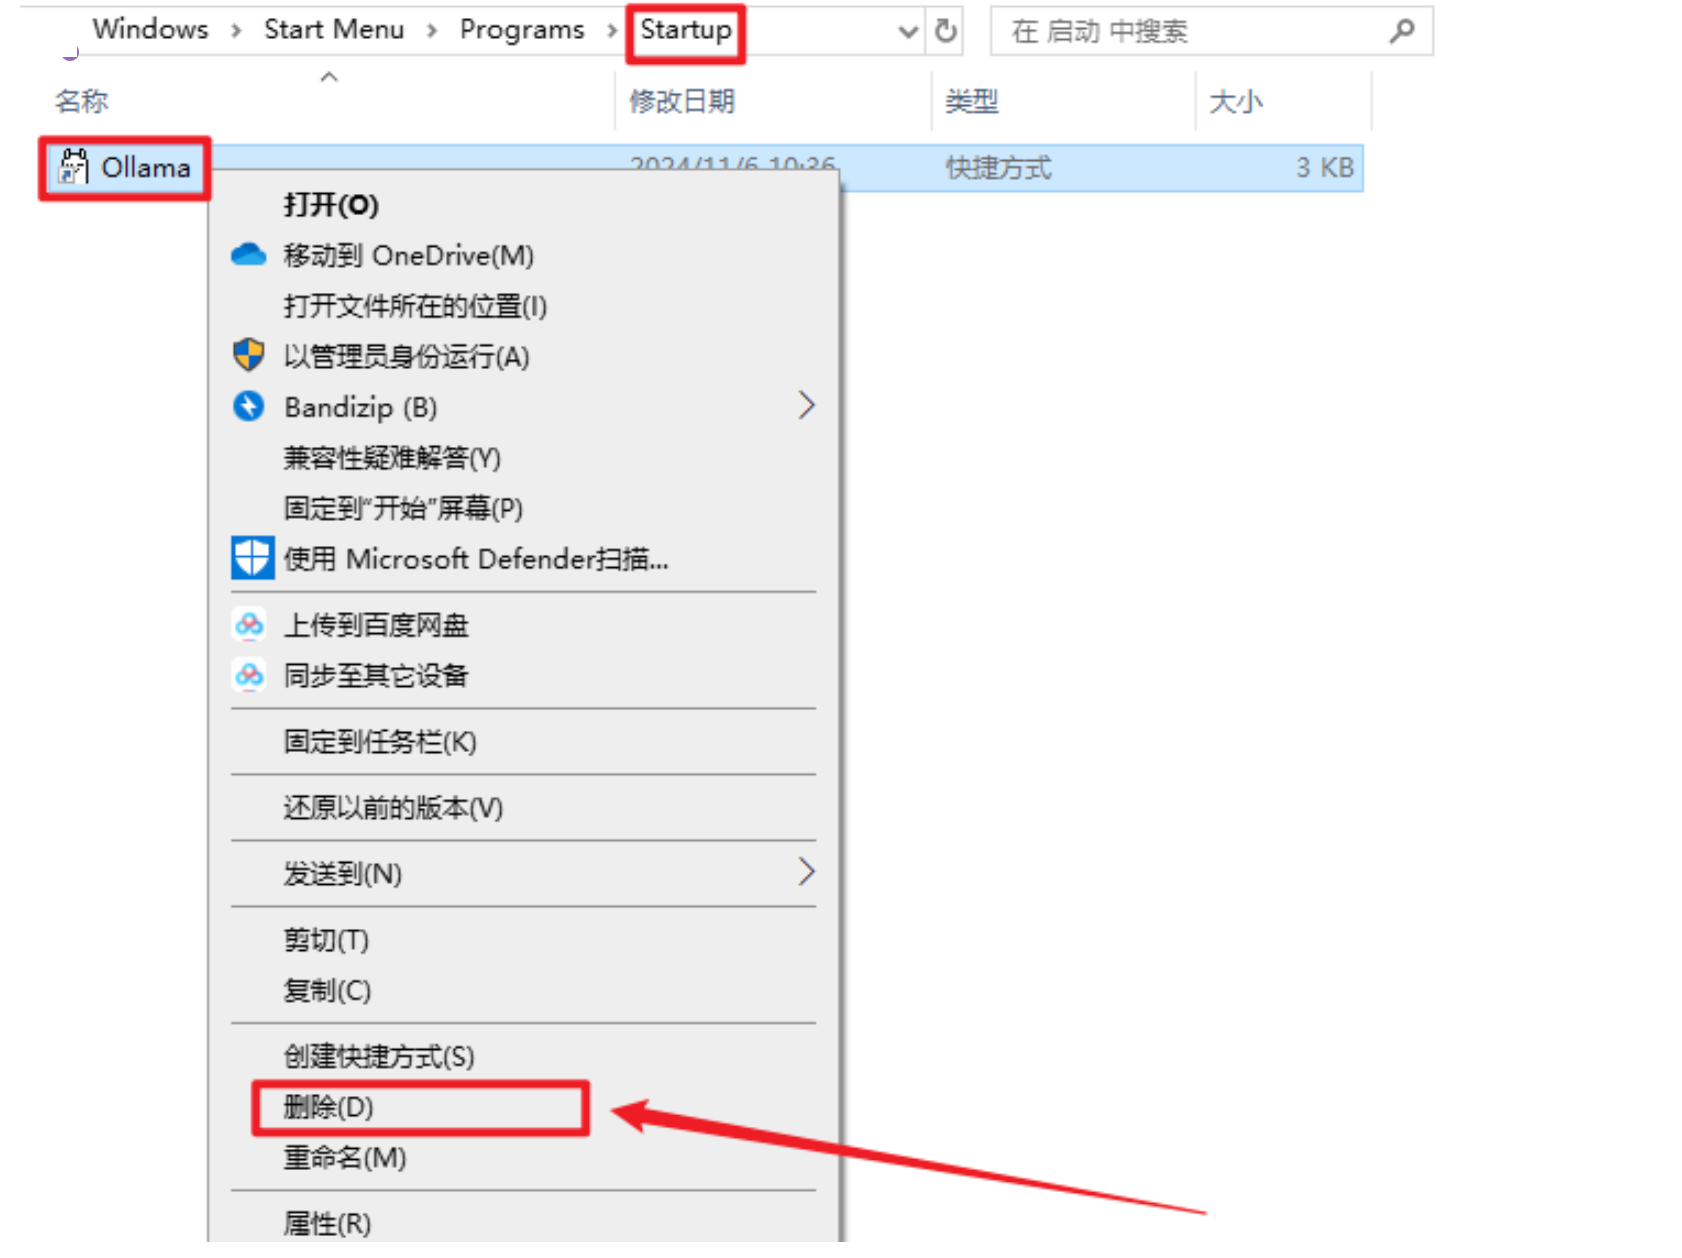 Windows > Start Menu > Programs > Startup
在 启动 中搜索
名称 修改日期 类型 大小
Ollama 2024/11/6 10:36 快捷方式 3 KB
打开(O)
移动到 OneDrive(M)
打开文件所在的位置(I)
以管理员身份运行(A)
Bandizip (B)
兼容性疑难解答(Y)
固定到“开始”屏幕(P)
使用 Microsoft Defender扫描...
上传到百度网盘
同步至其它设备
固定到任务栏(K)
还原以前的版本(V)
发送到(N)
剪切(T)
复制(C)
创建快捷方式(S)
删除(D)
重命名(M)
属性(R)